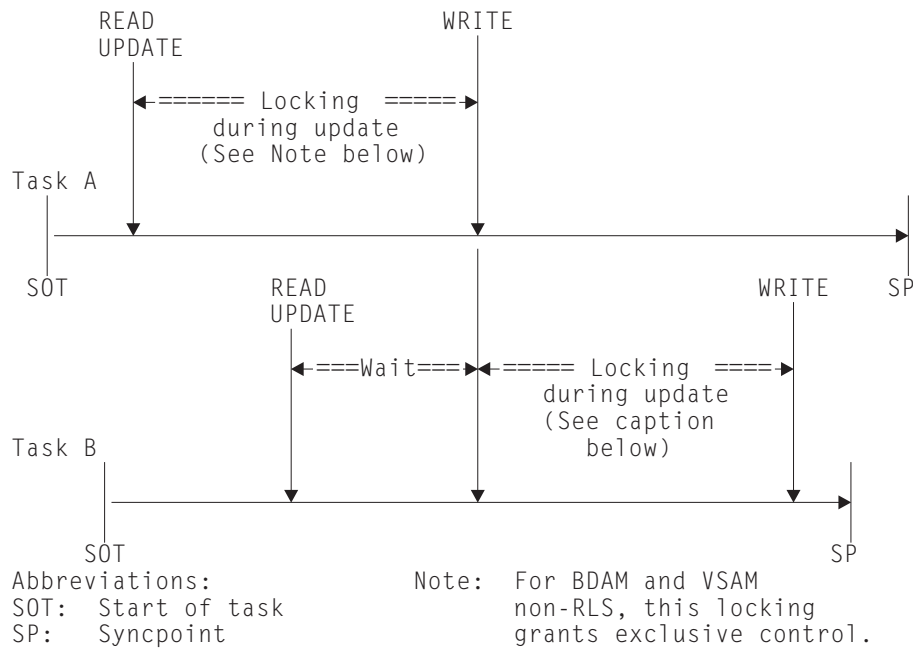 READ
UPDATE
WRITE
====== Locking =====
during update
(See Note below)
Task A
SOT
READ
UPDATE
WRITE
SP
===Wait===
===== Locking ====
during update
(See caption
below)
Task B
SOT
SP
Abbreviations:
SOT: Start of task
SP: Syncpoint
Note: For BDAM and VSAM
non-RLS, this locking
grants exclusive control.